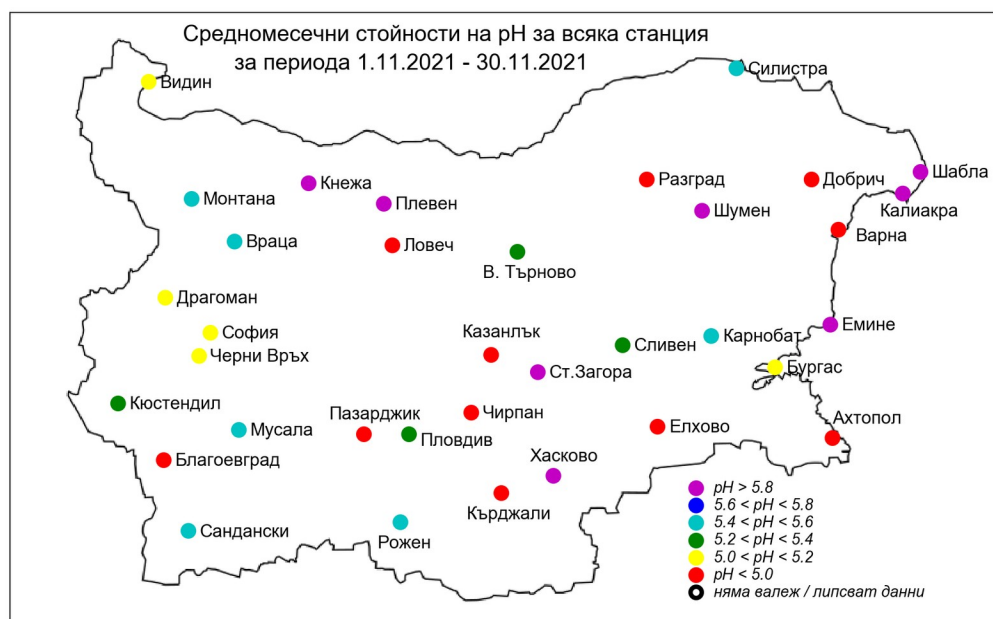 Средномесечни стойности на pH за всяка станция
за периода 1.11.2021 - 30.11.2021
Видин
Силистра
Кнежа
Монтана
Плевен
Разград
Добрич
Шабла
Калиакра
Шумен
Варна
Враца
Ловеч
В. Търново
Драгоман
София
Черни Връх
Казанлък
Сливен
Карнобат
Емине
Ст.Загора
Бургас
Кюстендил
Мусала
Пазарджик
Пловдив
Чирпан
Елхово
Ахтопол
Благоевград
Хасково
Кърджали
Сандански
Рожен
pH > 5.8
5.6 < pH < 5.8
5.4 < pH < 5.6
5.2 < pH < 5.4
5.0 < pH < 5.2
pH < 5.0
няма валеж / липсват данни